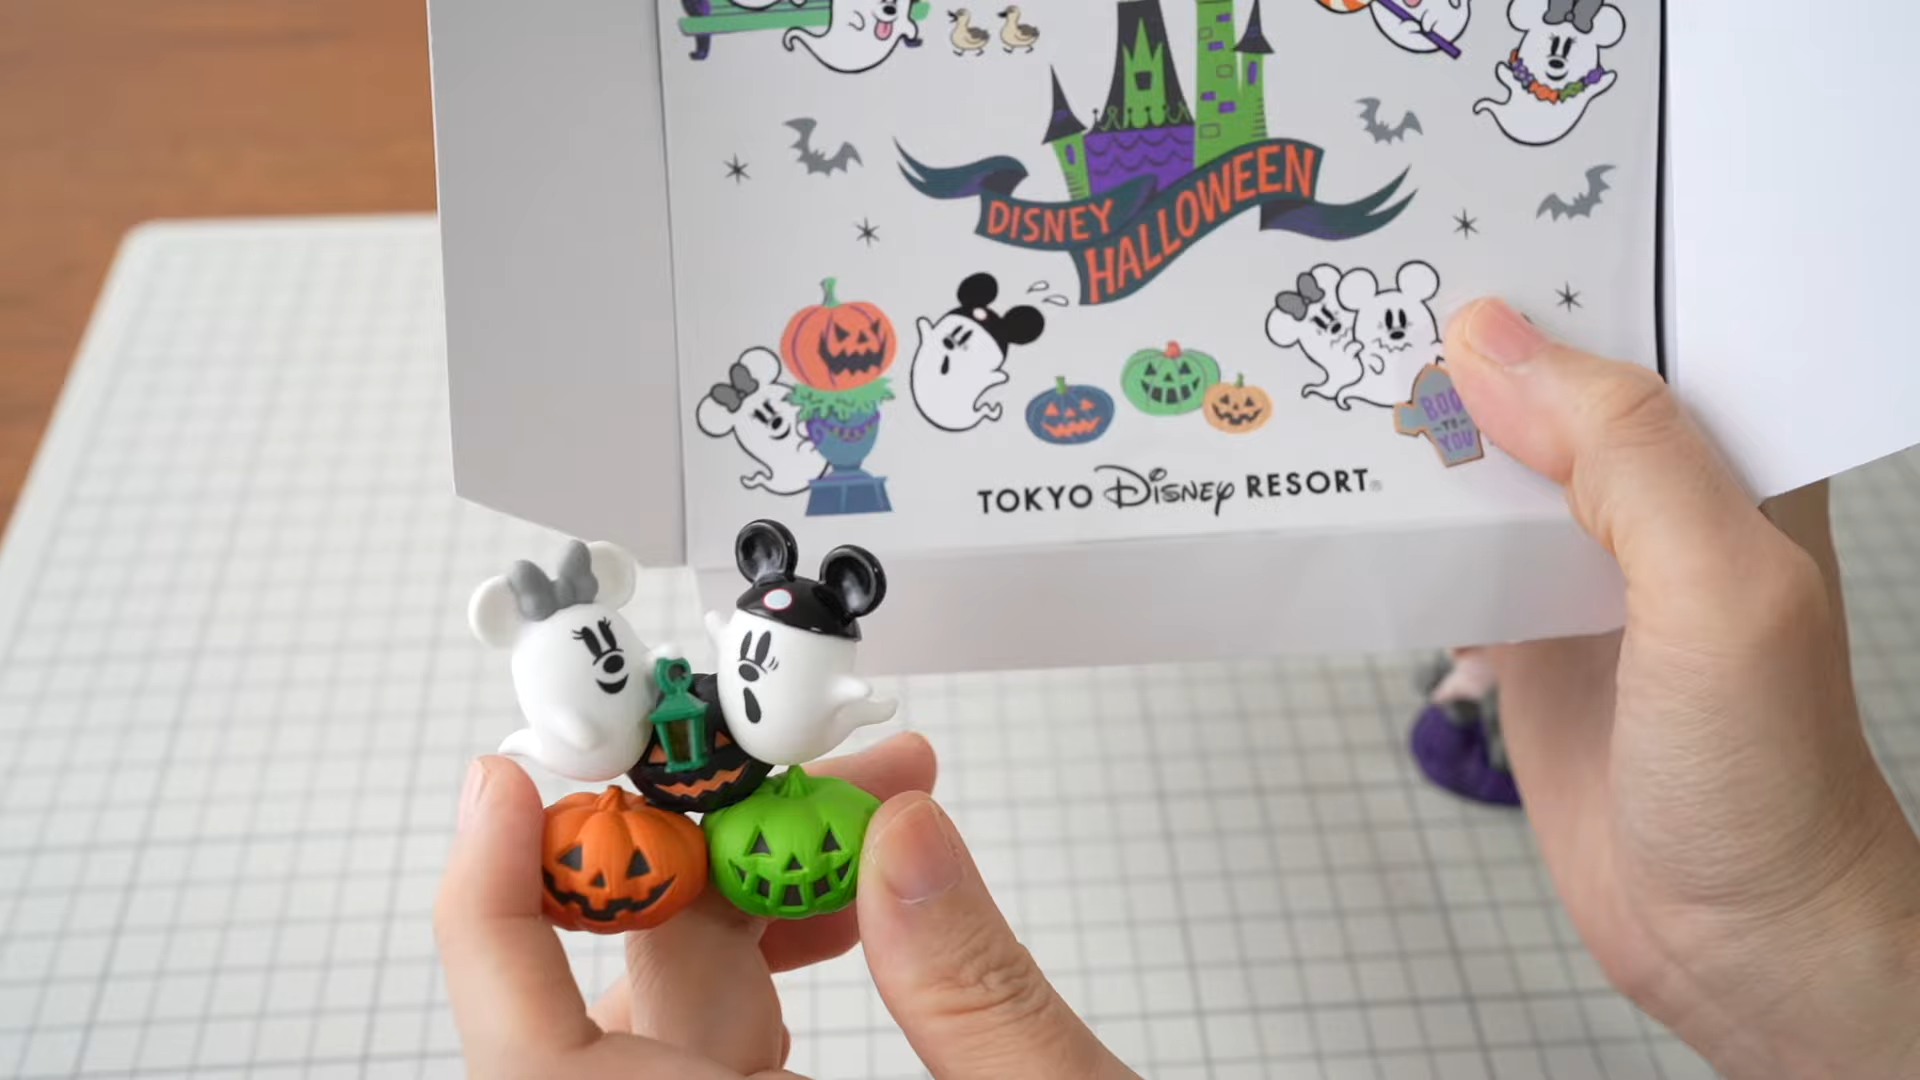 DISNEY
HALLOWEEN
BOO
TO
YOU
TOKYO Disney RESORT®